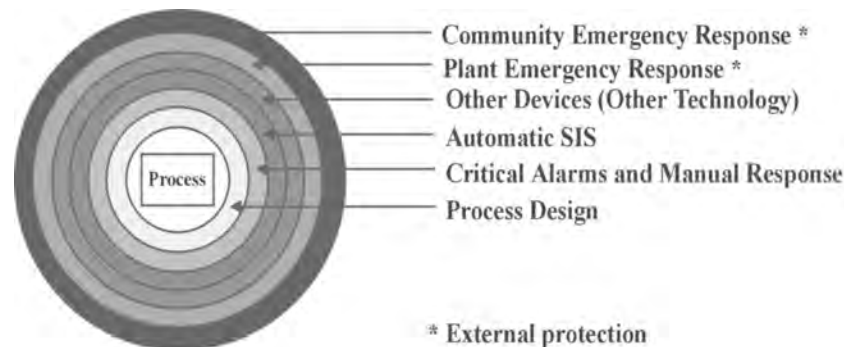 Community Emergency Response *
Plant Emergency Response *
Other Devices (Other Technology)
Automatic SIS
Process
Critical Alarms and Manual Response
Process Design
* External protection